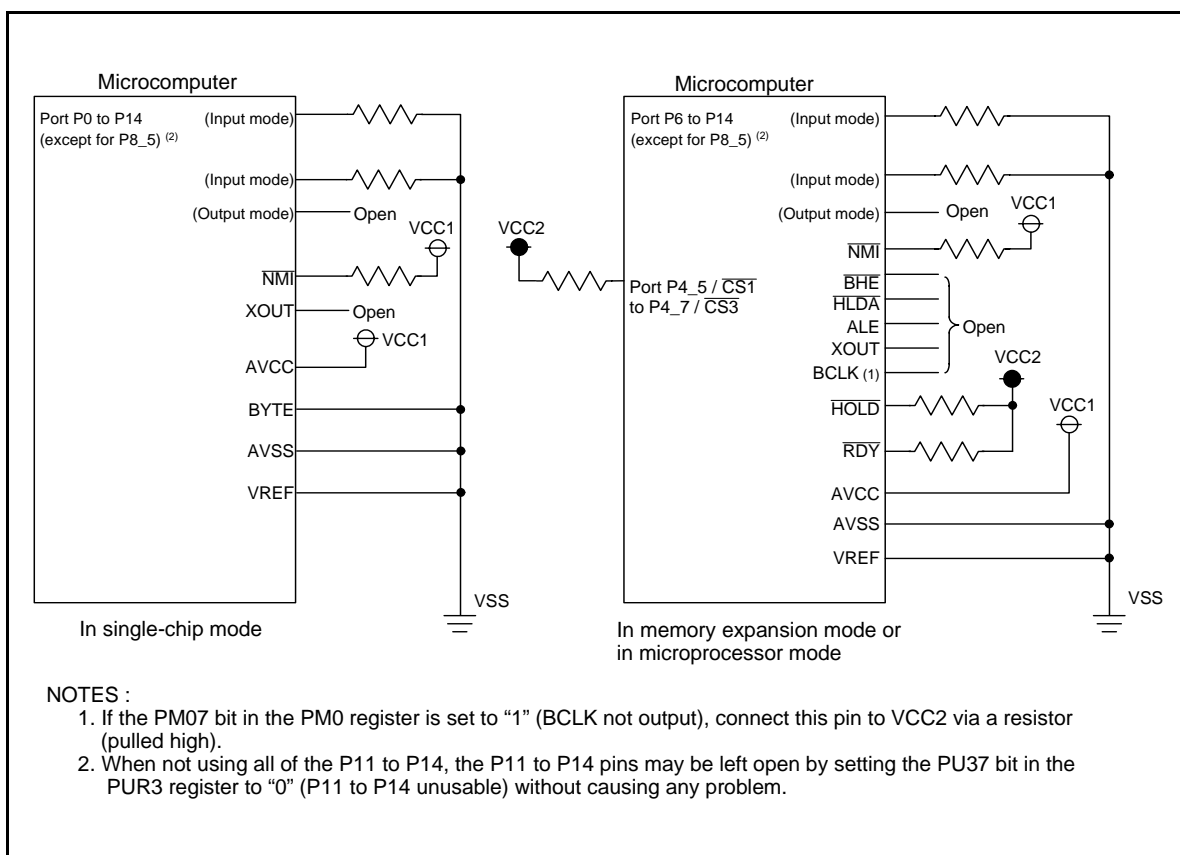 Microcomputer
Port P0 to P14 (Input mode)
(except for P8_5) (2)
(Input mode)
(Output mode) Open
VCC1
NMI
XOUT Open
VCC1
AVCC
BYTE
AVSS
VREF
VSS
In single-chip mode
Microcomputer
Port P6 to P14 (Input mode)
(except for P8_5) (2)
(Input mode)
(Output mode) Open
VCC1
NMI
VCC2
Port P4_5 / CS1
to P4_7 / CS3
BHE
HLDA
ALE Open
XOUT
BCLK (1)
VCC2
HOLD
VCC1
RDY
AVCC
AVSS
VREF
VSS
In memory expansion mode or
in microprocessor mode
NOTES :
1. If the PM07 bit in the PM0 register is set to “1” (BCLK not output), connect this pin to VCC2 via a resistor
(pulled high).
2. When not using all of the P11 to P14, the P11 to P14 pins may be left open by setting the PU37 bit in the
PUR3 register to “0” (P11 to P14 unusable) without causing any problem.